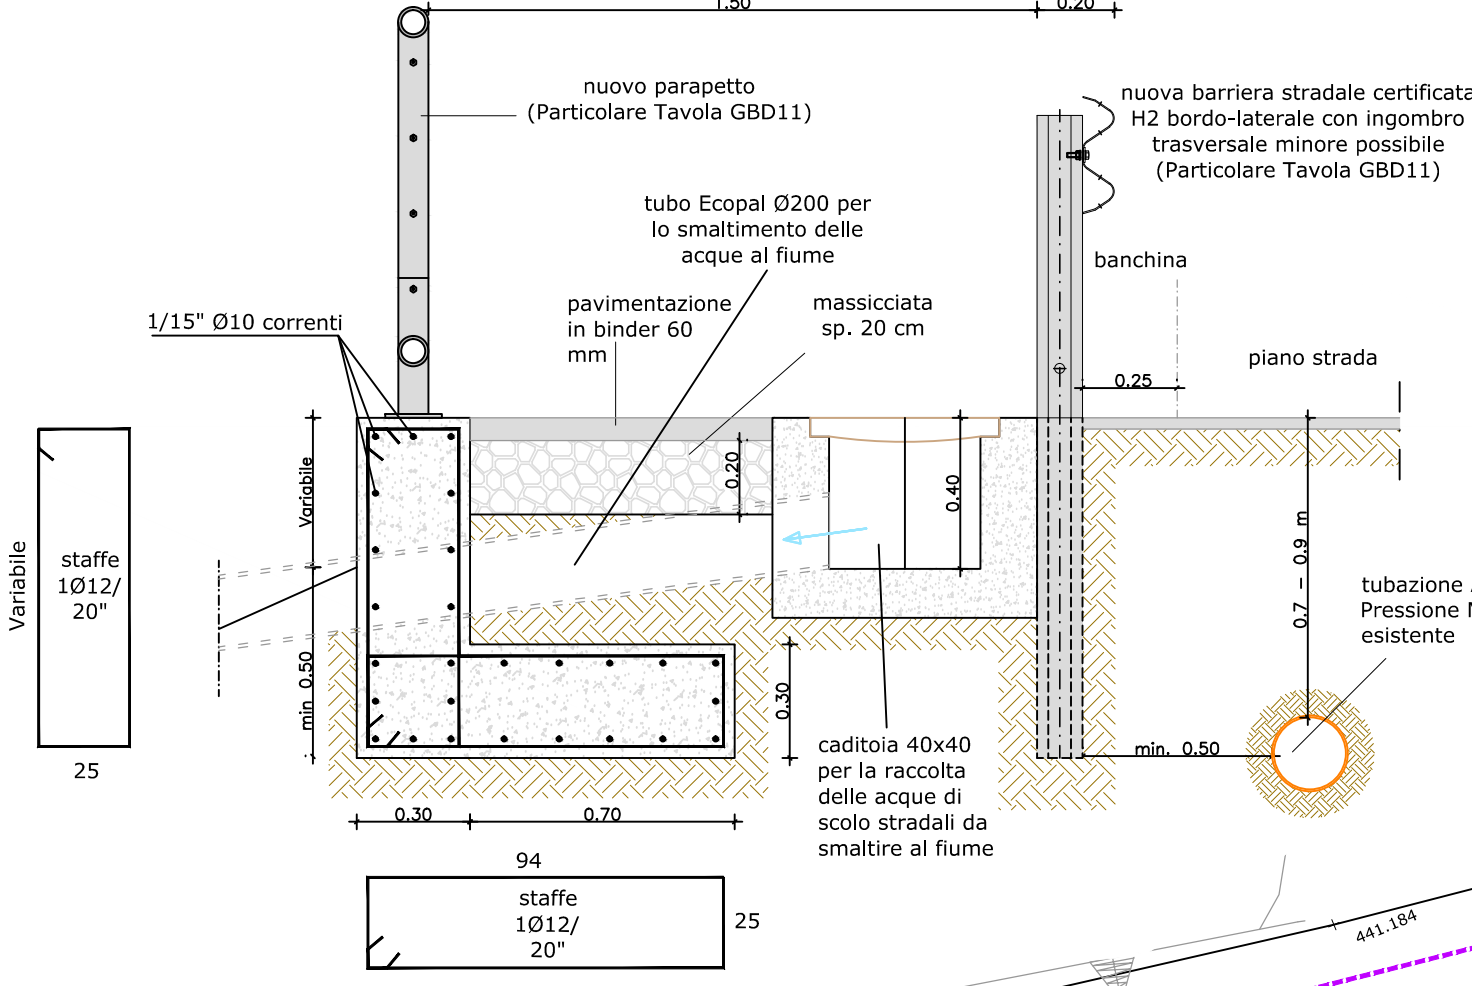 1.50
0.20
nuovo parapetto
(Particolare Tavola GBD11)
nuova barriera stradale certificata
H2 bordo-laterale con ingombro
trasversale minore possibile
(Particolare Tavola GBD11)
tubo Ecopal Ø200 per
lo smaltimento delle
acque al fiume
banchina
pavimentazione
in binder 60
mm
massicciata
sp. 20 cm
1/15" Ø10 correnti
piano strada
0.25
Variabile
0.20
0.40
0.7 - 0.9 m
Variabile
staffe
1Ø12/
20"
25
min 0.50
0.30
tubazione
Pressione
esistente
min. 0.50
caditoia 40x40
per la raccolta
delle acque di
scolo stradali da
smaltire al fiume
0.30
0.70
94
staffe
1Ø12/
20"
25
441.184